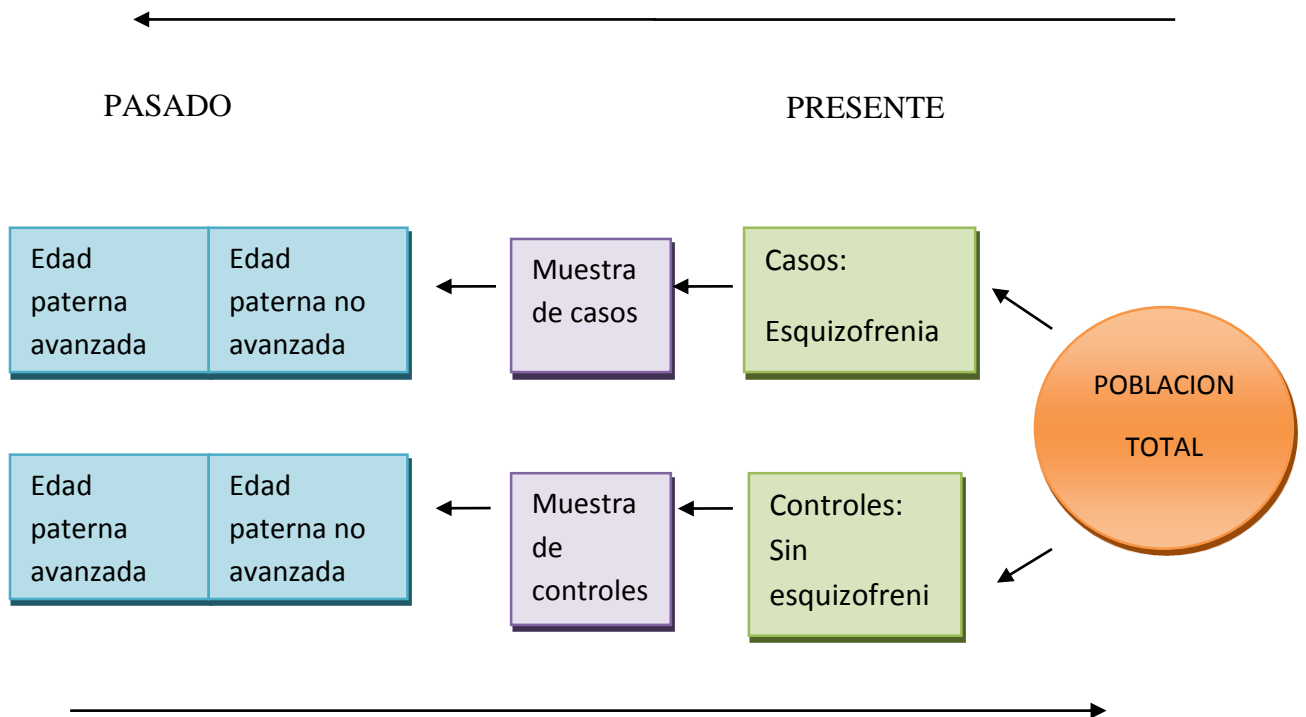 PASADO
PRESENTE
Edad
paterna
avanzada
Edad
paterna no
avanzada
Muestra
de casos
Casos:
Esquizofrenia
POBLACION
TOTAL
Edad
paterna
avanzada
Edad
paterna no
avanzada
Muestra
de
controles
Controles:
Sin
esquizofreni